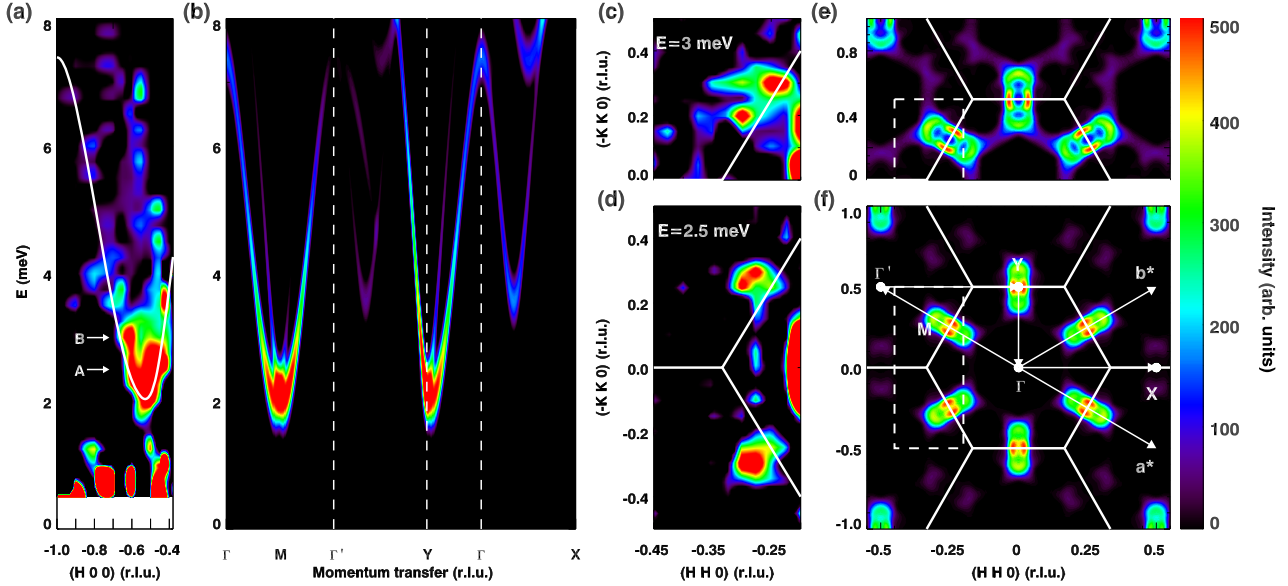 (a)
8
6
4
2
0
E (meV)
B
A
-1.0 -0.8 -0.6 -0.4
(H 0 0) (r.l.u.)
(b)
8
6
4
2
0
Γ M Γ' Y Γ X
Momentum transfer (r.l.u.)
(c)
E=3 meV
0.4
0.2
0.0
(-K K 0) (r.l.u.)
(d)
E=2.5 meV
0.4
0.2
0.0
-0.2
-0.4
(-K K 0) (r.l.u.)
-0.45 -0.35 -0.25
(H H 0) (r.l.u.)
(e)
0.8
0.4
0
(f)
1.0
0.5
0.0
-0.5
-1.0
Γ' Y b*
M
Γ
X
a*
-0.5 -0.25 0 0.25 0.5
(H H 0) (r.l.u.)
500
400
300
200
100
0
Intensity (arb. units)